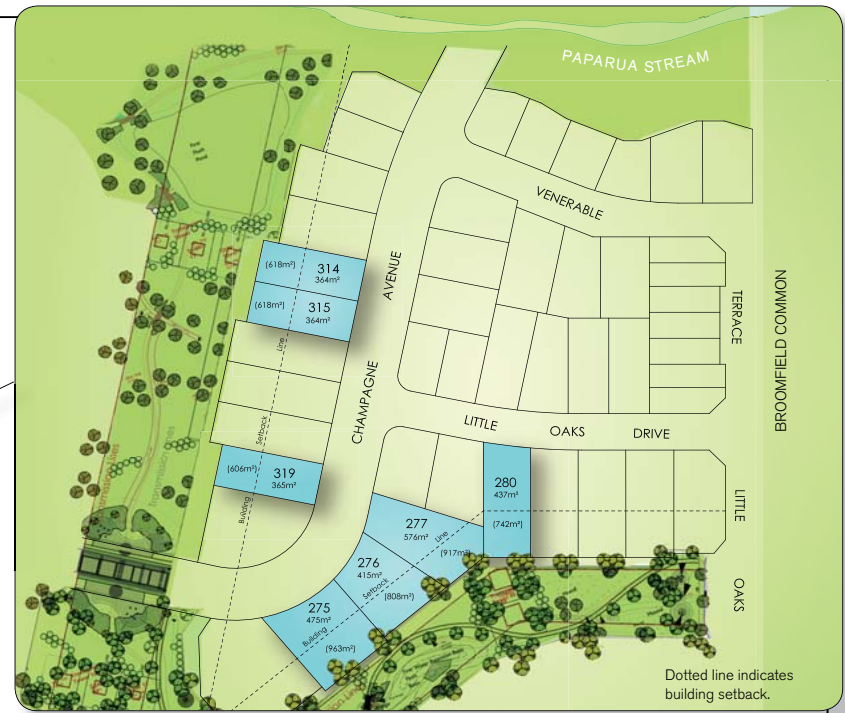 PAPARUA STREAM
VENERABLE
TERRACE
BROOMFIELD COMMON
AVENUE
CHAMPAGNE
(618m²) 314
364m²
(618m²) 315
364m²
Line
Setback
Building
(606m²) 319
365m²
LITTLE OAKS DRIVE
280
437m²
(742m²)
277
576m²
Line
(917m²)
276
415m²
Setback
(808m²)
275
475m²
Building
(963m²)
LITTLE
OAKS
Dotted line indicates
building setback.